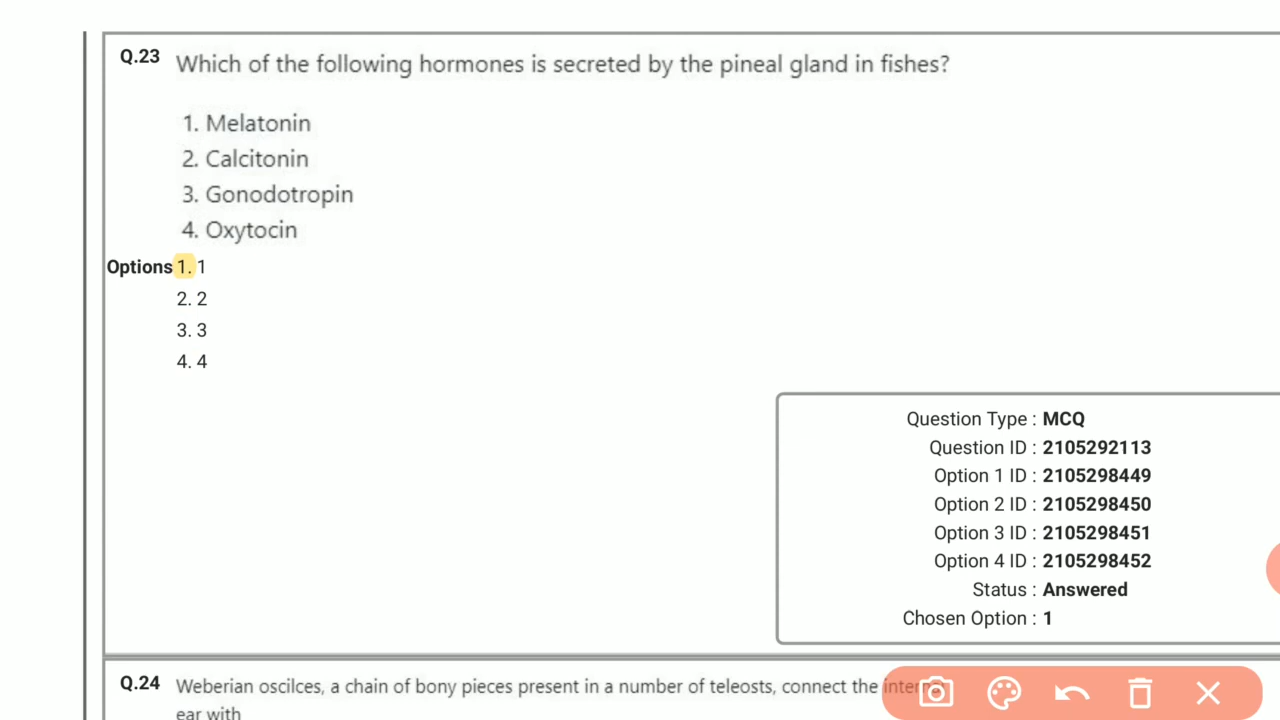 Q.23 Which of the following hormones is secreted by the pineal gland in fishes?
1. Melatonin
2. Calcitonin
3. Gonodotropin
4. Oxytocin
Options 1. 1
2. 2
3. 3
4. 4
Question Type : MCQ
Question ID : 2105292113
Option 1 ID : 2105298449
Option 2 ID : 2105298450
Option 3 ID : 2105298451
Option 4 ID : 2105298452
Status : Answered
Chosen Option : 1
Q.24 Weberian oscilces, a chain of bony pieces present in a number of teleosts, connect the
ear with